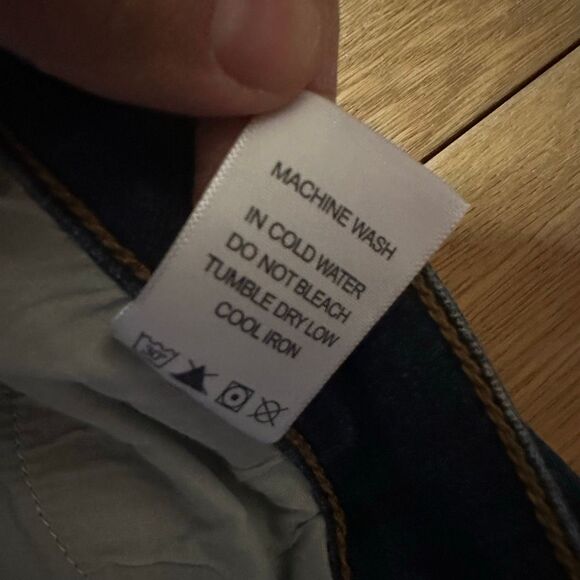 MACHINE WASH
IN COLD WATER
DO NOT BLEACH
TUMBLE DRY LOW
COOL IRON
30°